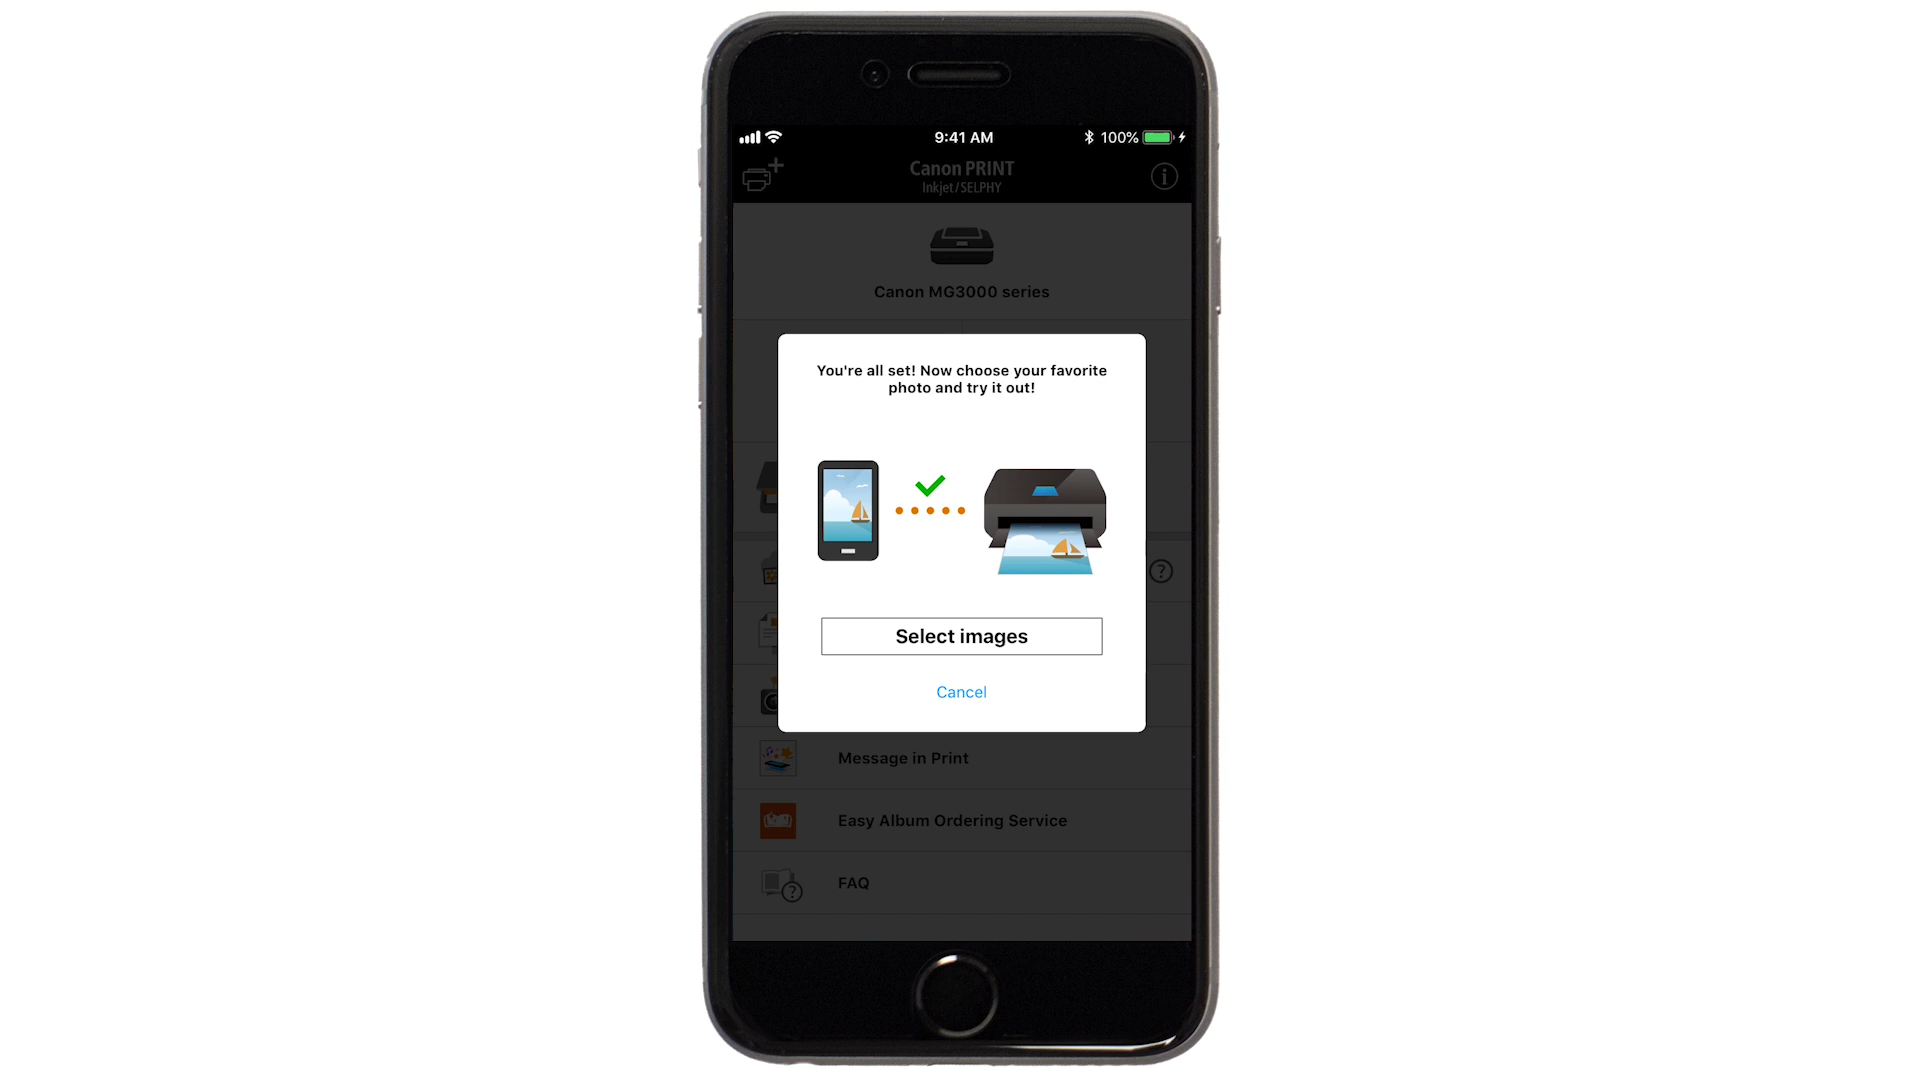 9:41 AM
100%
Canon PRINT
Inkjet/SELPHY
Canon MG3000 series
You're all set! Now choose your favorite
photo and try it out!
Select images
Cancel
Message in Print
Easy Album Ordering Service
FAQ